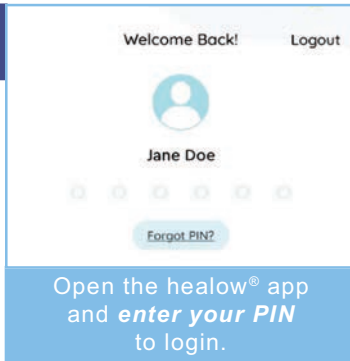 Welcome Back! Logout
Jane Doe
Forgot PIN?
Open the healow® app
and enter your PIN
to login.